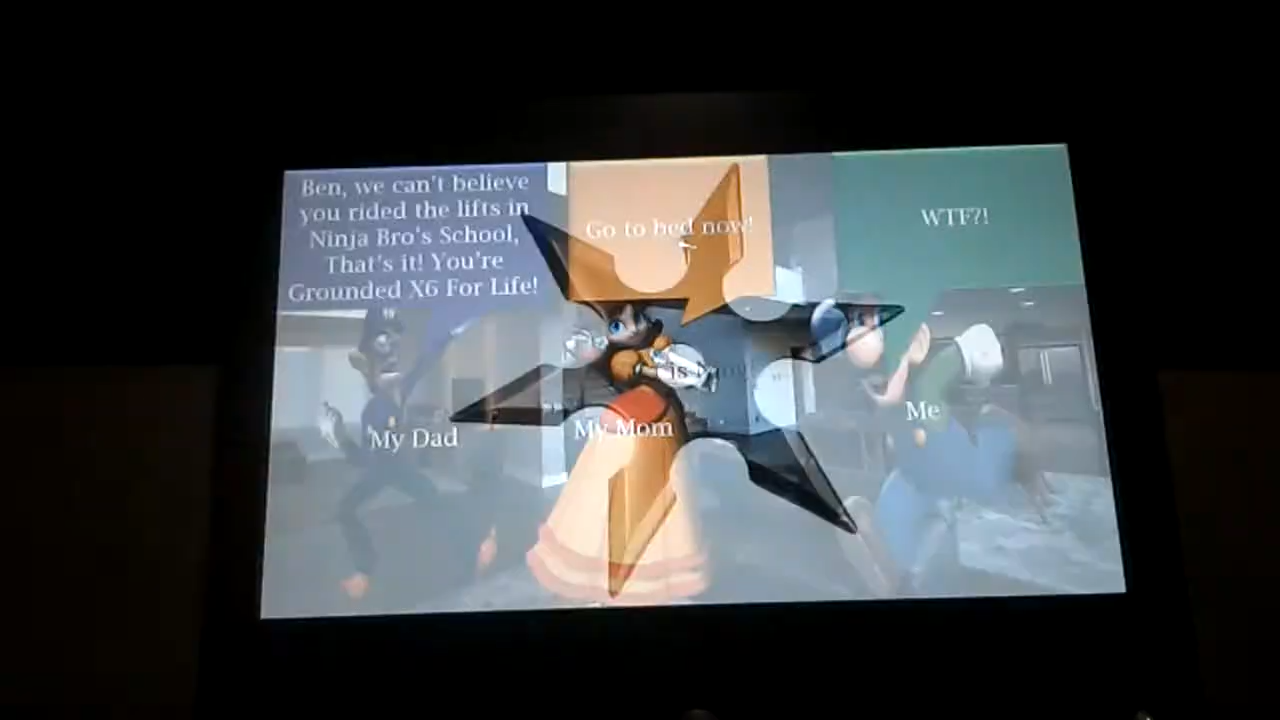 Ben, we can't believe
you rided the lifts in
Ninja Bro's School,
That's it! You're
Grounded X6 For Life!
Go to bed now!
WTF?!
is
My Dad
My Mom
Me